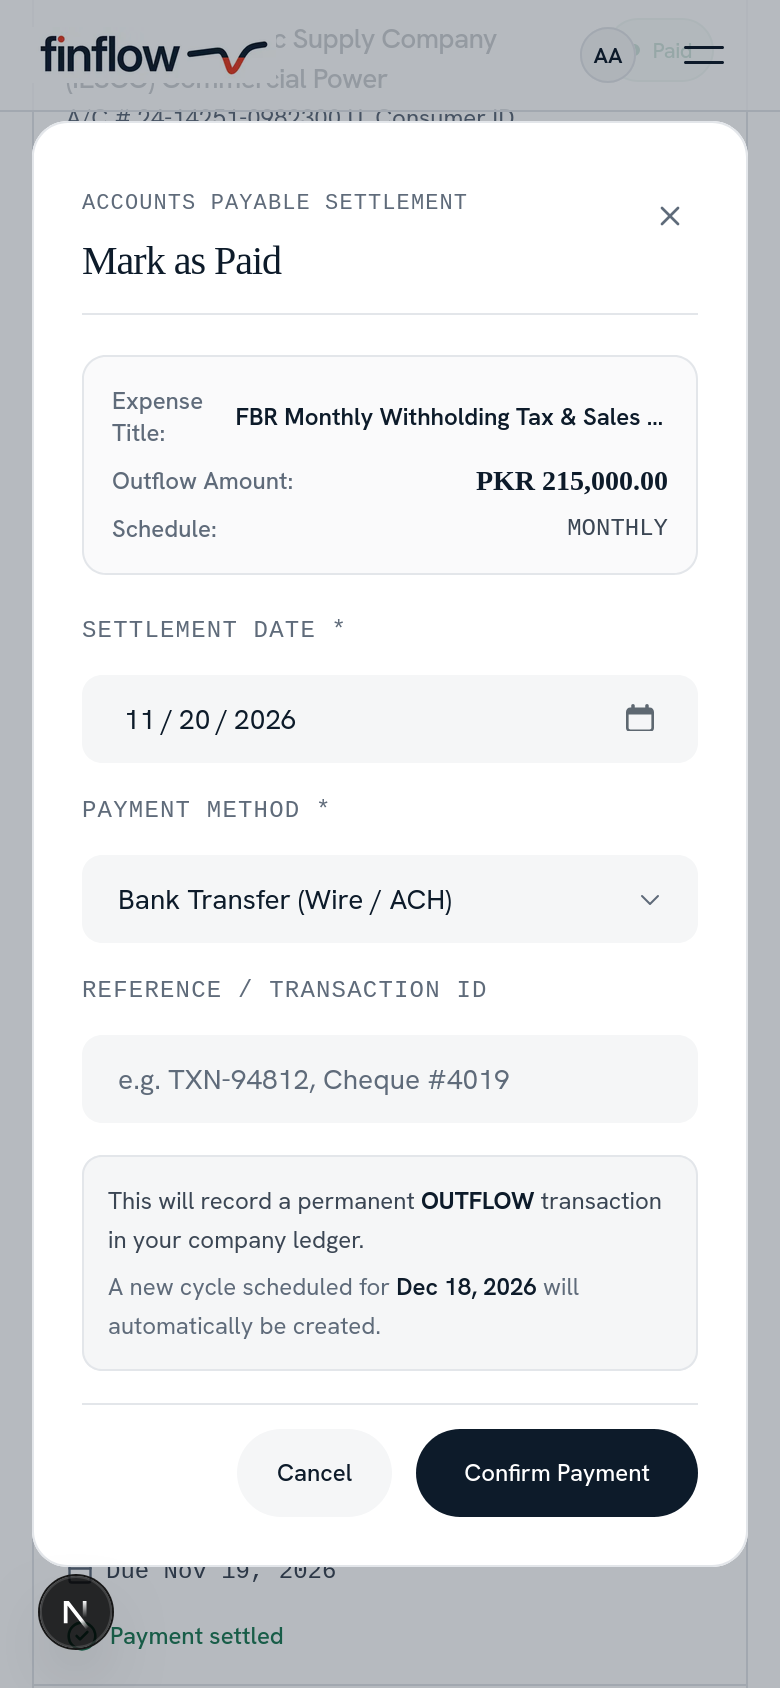 finflow
c Supply Company
AA
Paid
(IESCO) Commercial Power
ACCOUNTS PAYABLE SETTLEMENT
Mark as Paid
Expense Title:
FBR Monthly Withholding Tax & Sales ...
Outflow Amount:
PKR 215,000.00
Schedule:
MONTHLY
SETTLEMENT DATE *
11 / 20 / 2026
PAYMENT METHOD *
Bank Transfer (Wire / ACH)
REFERENCE / TRANSACTION ID
e.g. TXN-94812, Cheque #4019
This will record a permanent OUTFLOW transaction
in your company ledger.
A new cycle scheduled for Dec 18, 2026 will
automatically be created.
Cancel
Confirm Payment
Due Nov 19, 2026
N
Payment settled